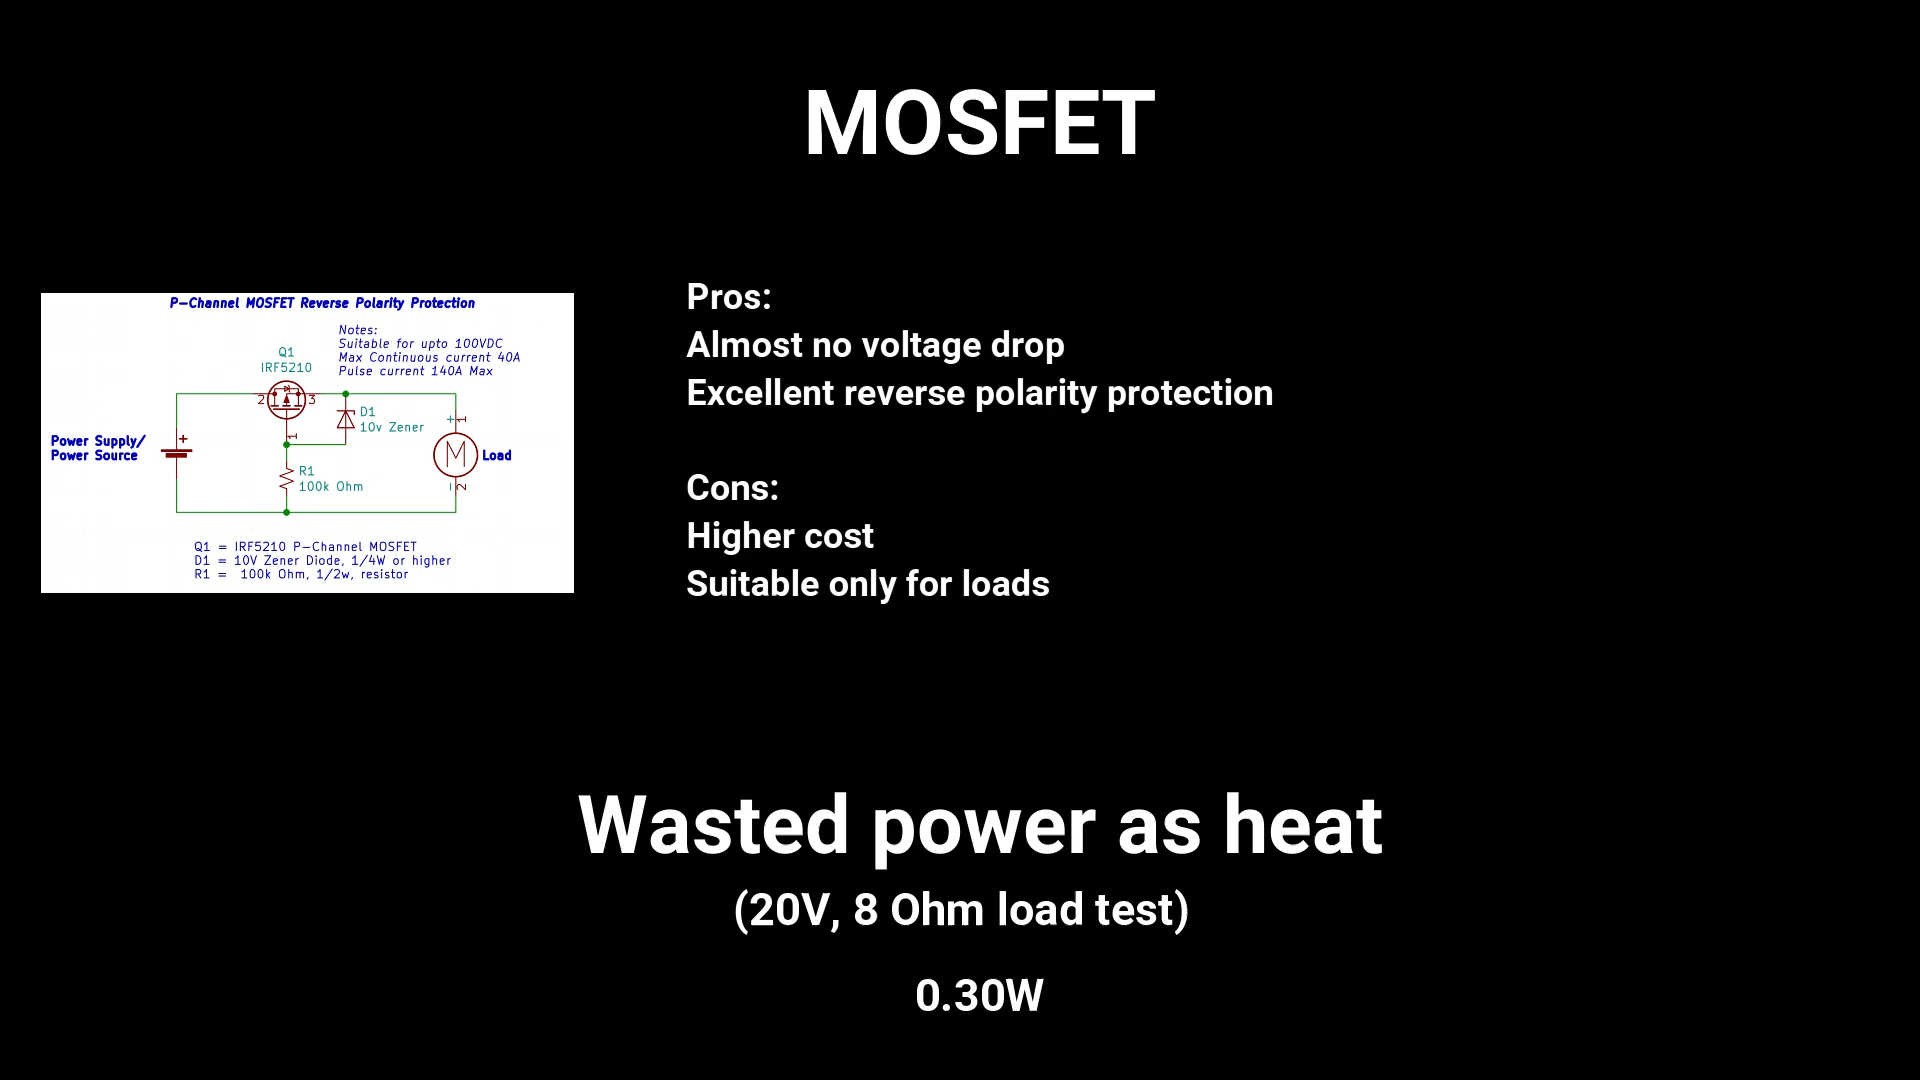 MOSFET
P-Channel MOSFET Reverse Polarity Protection
Notes:
Suitable for upto 100VDC
Max Continuous current 40A
Pulse current 140A Max
Q1
IRF5210
2
3
1
D1
10v Zener
+
1
Power Supply/
Power Source
+
M
Load
R1
100k Ohm
-
2
Q1 = IRF5210 P-Channel MOSFET
D1 = 10V Zener Diode, 1/4W or higher
R1 = 100k Ohm, 1/2w, resistor
Pros:
Almost no voltage drop
Excellent reverse polarity protection
Cons:
Higher cost
Suitable only for loads
Wasted power as heat
(20V, 8 Ohm load test)
0.30W